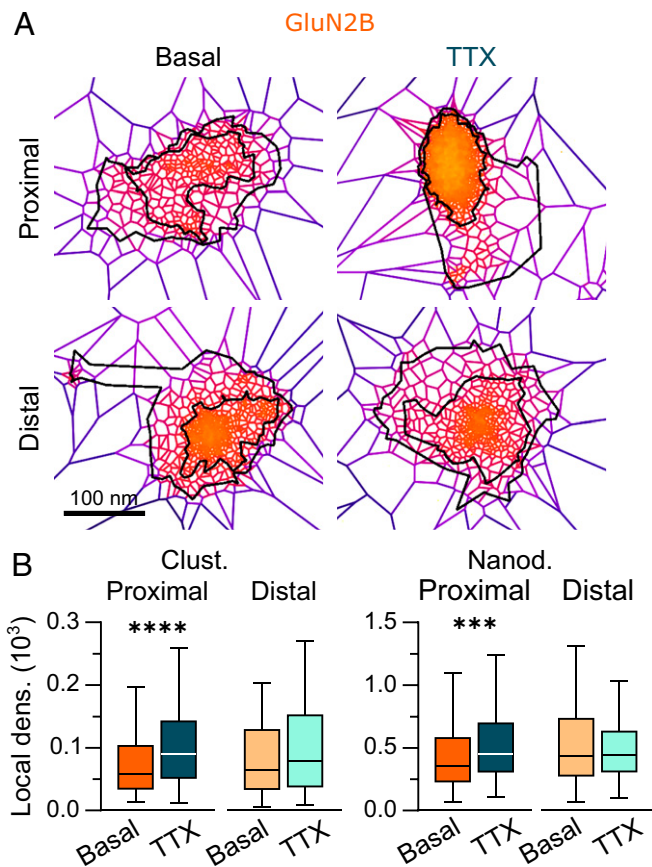 A
GluN2B
Basal TTX
Proximal
Distal
100 nm
B
Clust. Nanod.
Proximal Distal Proximal Distal
Local dens. (10³)
0.3 **** 1.5 ***
0.2 1.0
0.1 0.5
0.0 0.0
Basal TTX Basal TTX Basal TTX Basal TTX